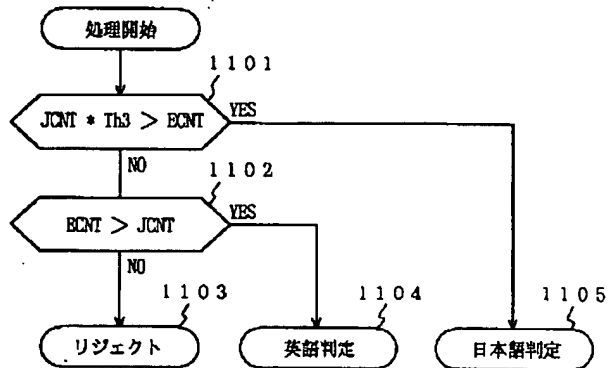 処理開始
1101
JCNT * Th3 > ECNT
YES
NO
1102
ECNT > JCNT
YES
NO
1103
1104
1105
リジェクト
英語判定
日本語判定